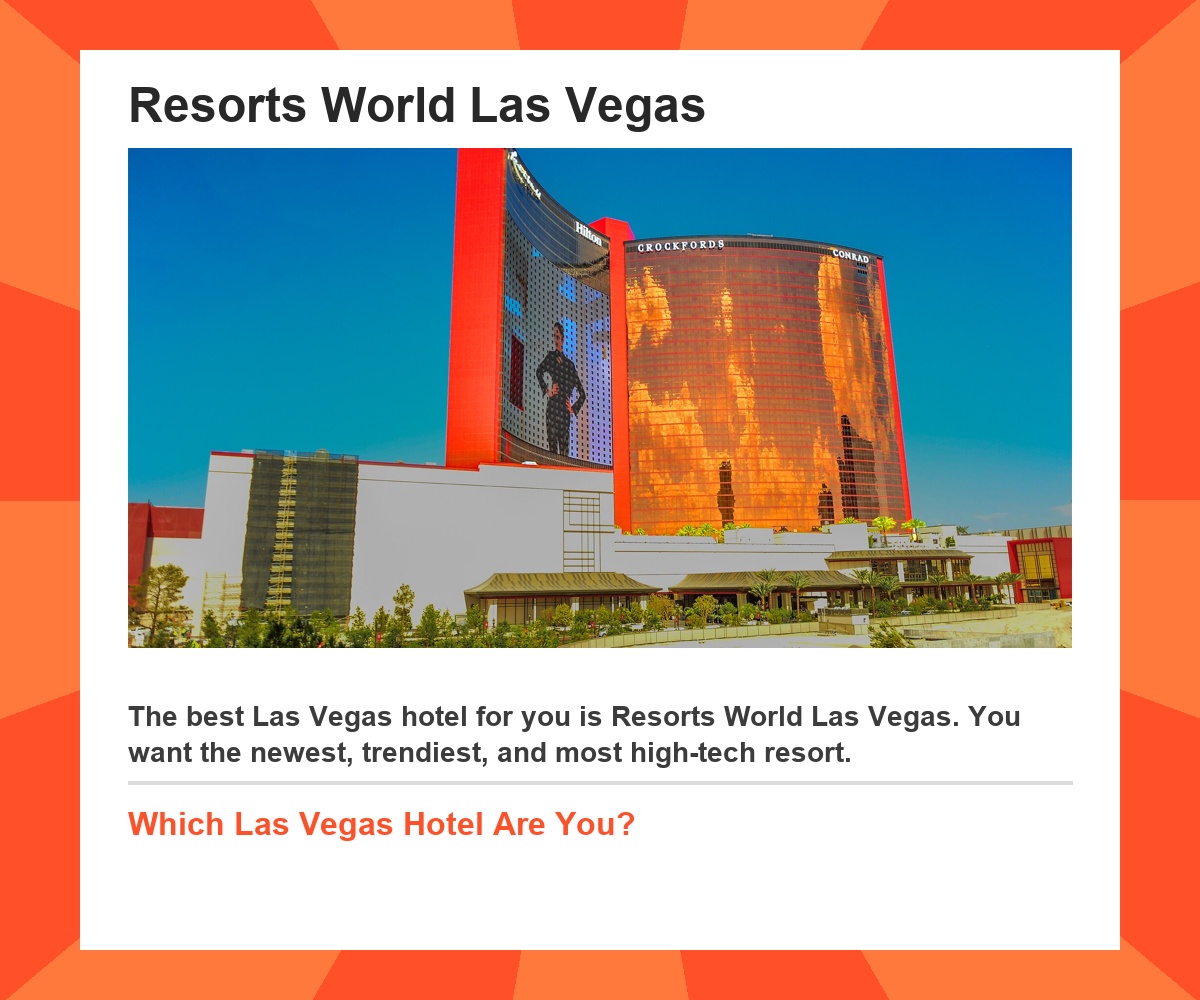 Resorts World Las Vegas
Hilton
CROCKFORDS
CONRAD
The best Las Vegas hotel for you is Resorts World Las Vegas. You
want the newest, trendiest, and most high-tech resort.
Which Las Vegas Hotel Are You?